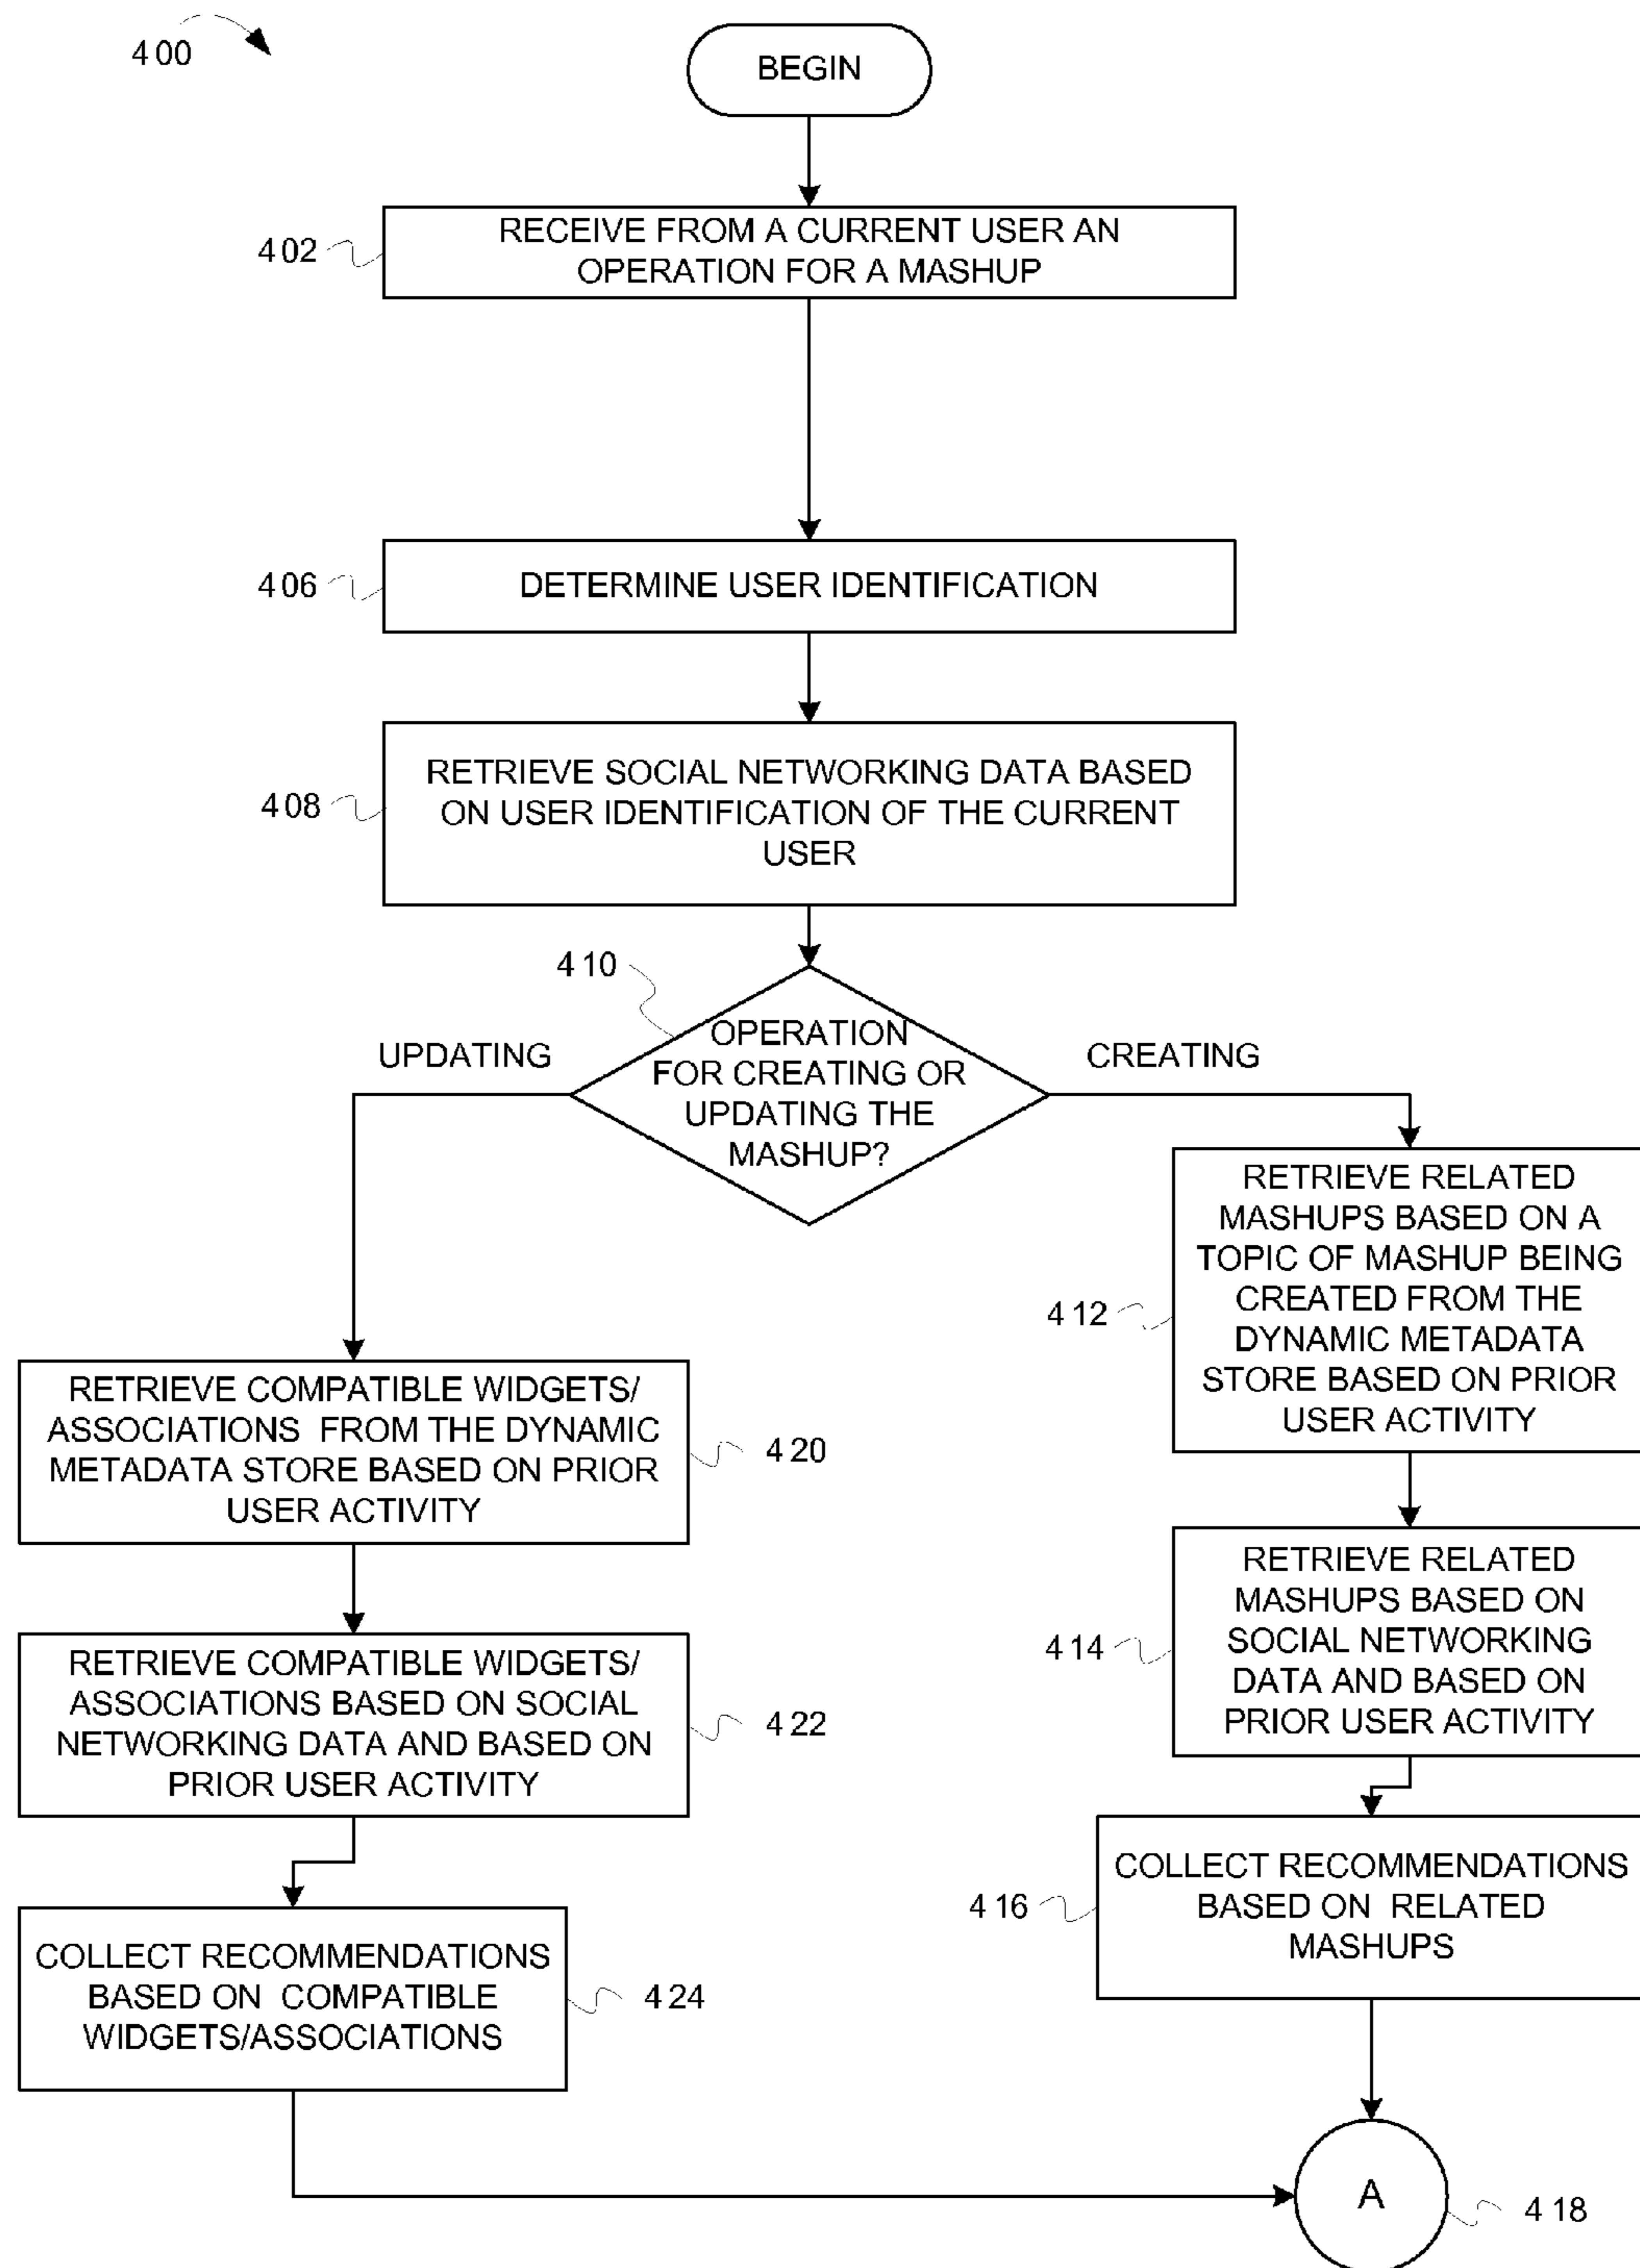 400
BEGIN
402
RECEIVE FROM A CURRENT USER AN
OPERATION FOR A MASHUP
406
DETERMINE USER IDENTIFICATION
408
RETRIEVE SOCIAL NETWORKING DATA BASED
ON USER IDENTIFICATION OF THE CURRENT
USER
410
OPERATION
FOR CREATING OR
UPDATING THE
MASHUP?
UPDATING
CREATING
412
RETRIEVE RELATED
MASHUPS BASED ON A
TOPIC OF MASHUP BEING
CREATED FROM THE
DYNAMIC METADATA
STORE BASED ON PRIOR
USER ACTIVITY
RETRIEVE COMPATIBLE WIDGETS/
ASSOCIATIONS FROM THE DYNAMIC
METADATA STORE BASED ON PRIOR
USER ACTIVITY
420
414
RETRIEVE RELATED
MASHUPS BASED ON
SOCIAL NETWORKING
DATA AND BASED ON
PRIOR USER ACTIVITY
RETRIEVE COMPATIBLE WIDGETS/
ASSOCIATIONS BASED ON SOCIAL
NETWORKING DATA AND BASED ON
PRIOR USER ACTIVITY
422
416
COLLECT RECOMMENDATIONS
BASED ON RELATED
MASHUPS
COLLECT RECOMMENDATIONS
BASED ON COMPATIBLE
WIDGETS/ASSOCIATIONS
424
A
418